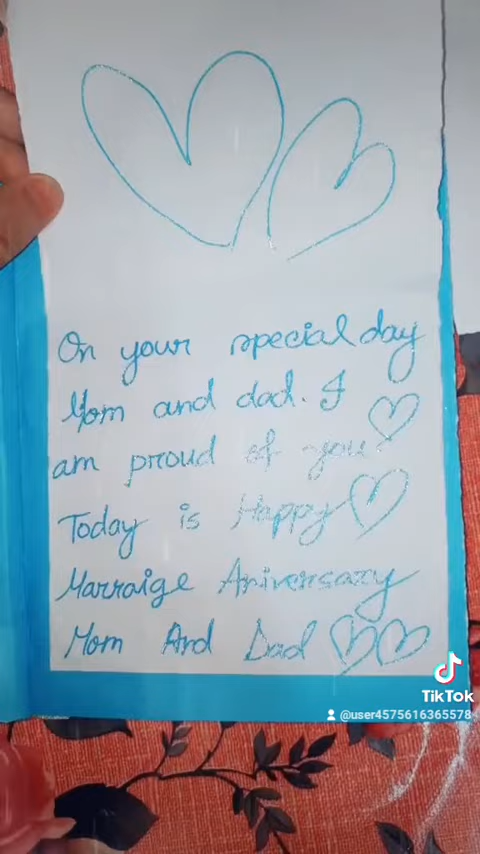 On your special day
Mom and dad. I
am proud of you
Today is Happy
Marraige Aniversary
Mom And Dad
TikTok
@user4575616365578